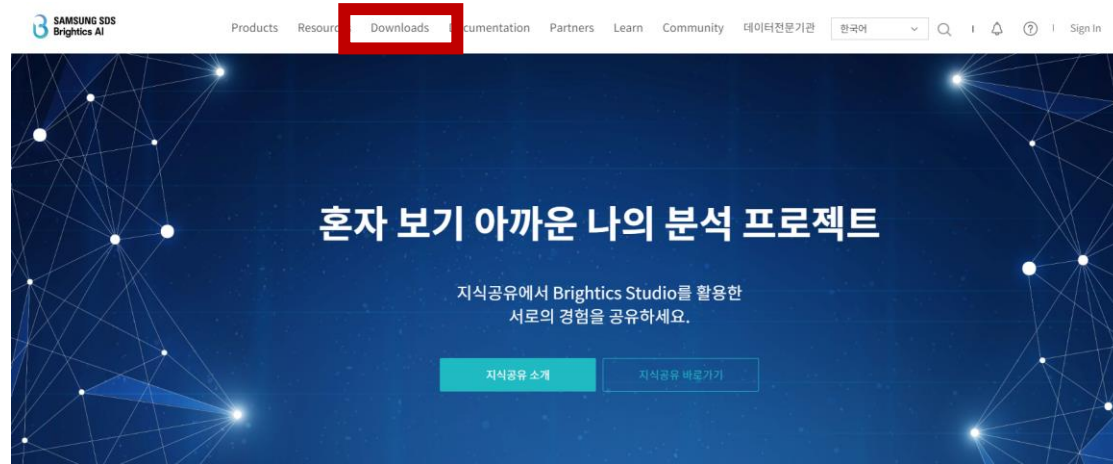 SAMSUNG SDS
Brightics AI
Products Resources Downloads Documentation Partners Learn Community 데이터전문기관 한국어 Sign In
혼자 보기 아까운 나의 분석 프로젝트
지식공유에서 Brightics Studio를 활용한
서로의 경험을 공유하세요.
지식공유 소개 지식공유 바로가기